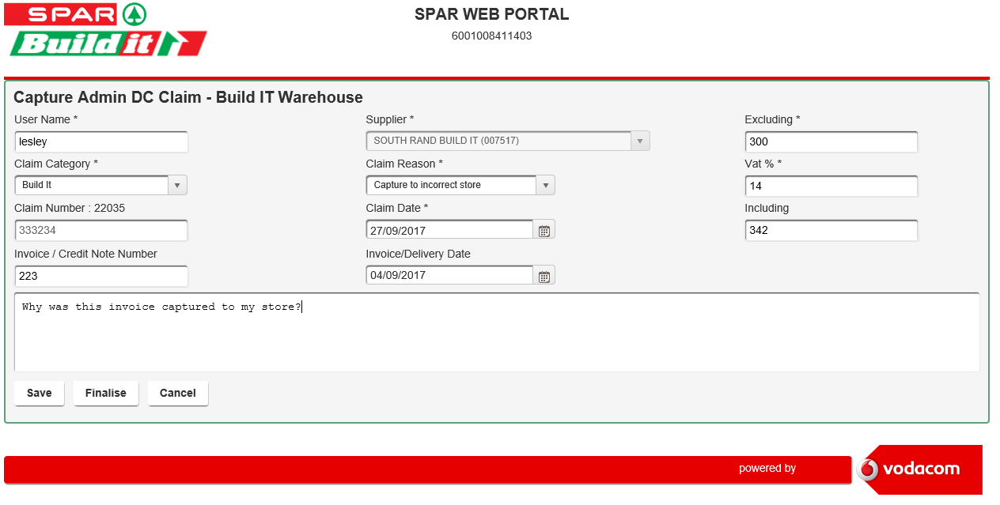 SPAR
Build it
SPAR WEB PORTAL
6001008411403
Capture Admin DC Claim - Build IT Warehouse
User Name * Supplier * Excluding *
lesley SOUTH RAND BUILD IT (007517) 300
Claim Category * Claim Reason * Vat % *
Build It Capture to incorrect store 14
Claim Number : 22035 Claim Date * Including
333234 27/09/2017 342
Invoice / Credit Note Number Invoice/Delivery Date
223 04/09/2017
Why was this invoice captured to my store?
Save Finalise Cancel
powered by vodacom